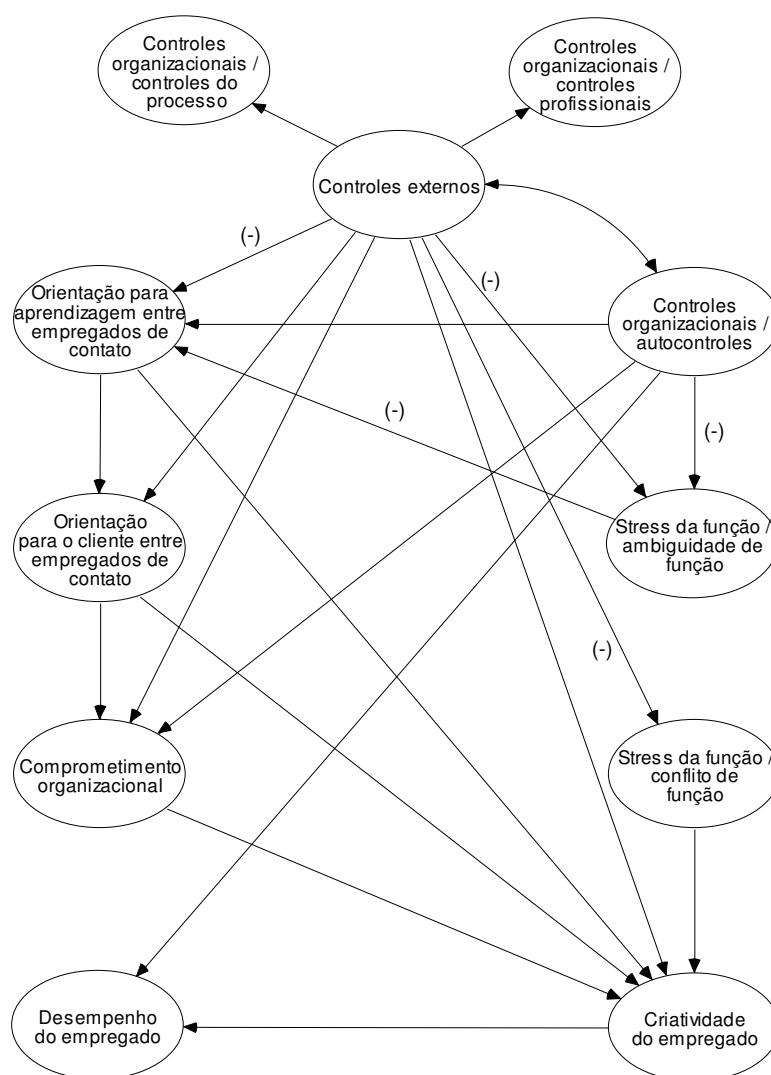 Controles
organizacionais /
controles do
processo
Controles
organizacionais /
controles
profissionais
Controles externos
(-)
(-)
Orientação para
aprendizagem entre
empregados de
contato
Controles
organizacionais /
autocontroles
(-)
(-)
Orientação
para o cliente entre
empregados de
contato
Stress da função /
ambiguidade de
função
(-)
Comprometimento
organizacional
Stress da função /
conflito de
função
Desempenho
do empregado
Criatividade
do empregado